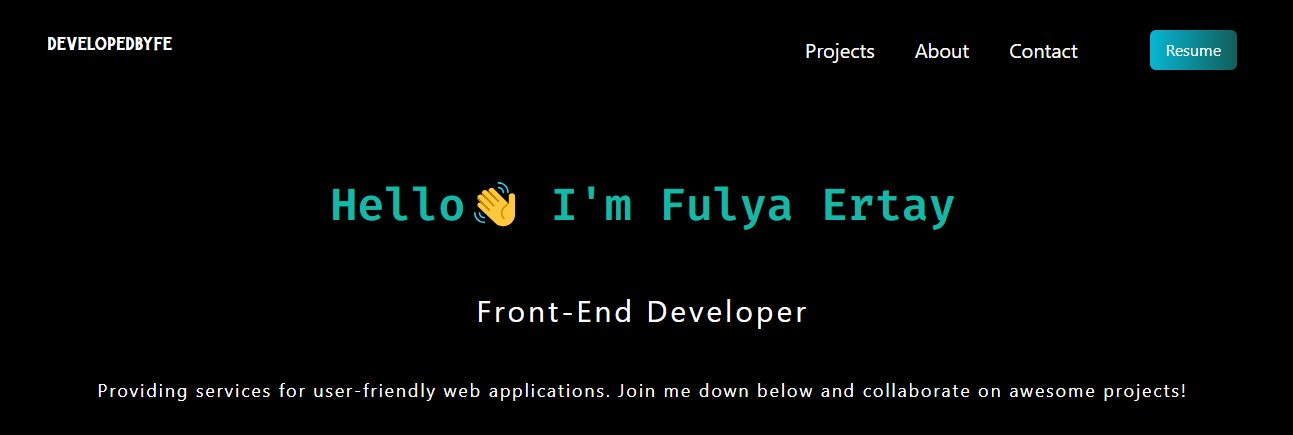 DEVELOPEDBYFE
Projects About Contact Resume
Hello👋 I'm Fulya Ertay
Front-End Developer
Providing services for user-friendly web applications. Join me down below and collaborate on awesome projects!